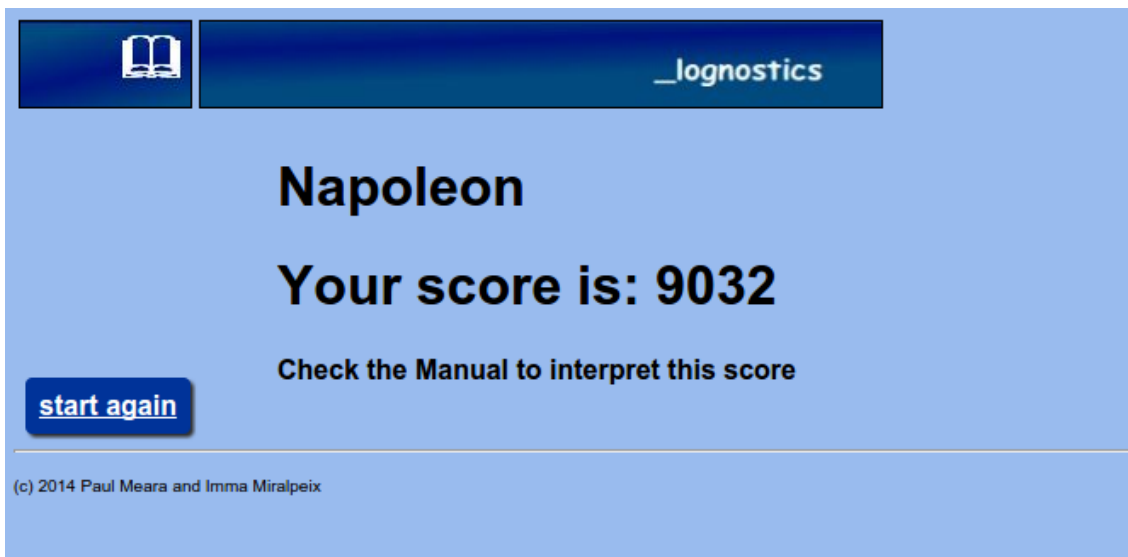 _lognostics
Napoleon
Your score is: 9032
Check the Manual to interpret this score
start again
(c) 2014 Paul Meara and Imma Miralpeix